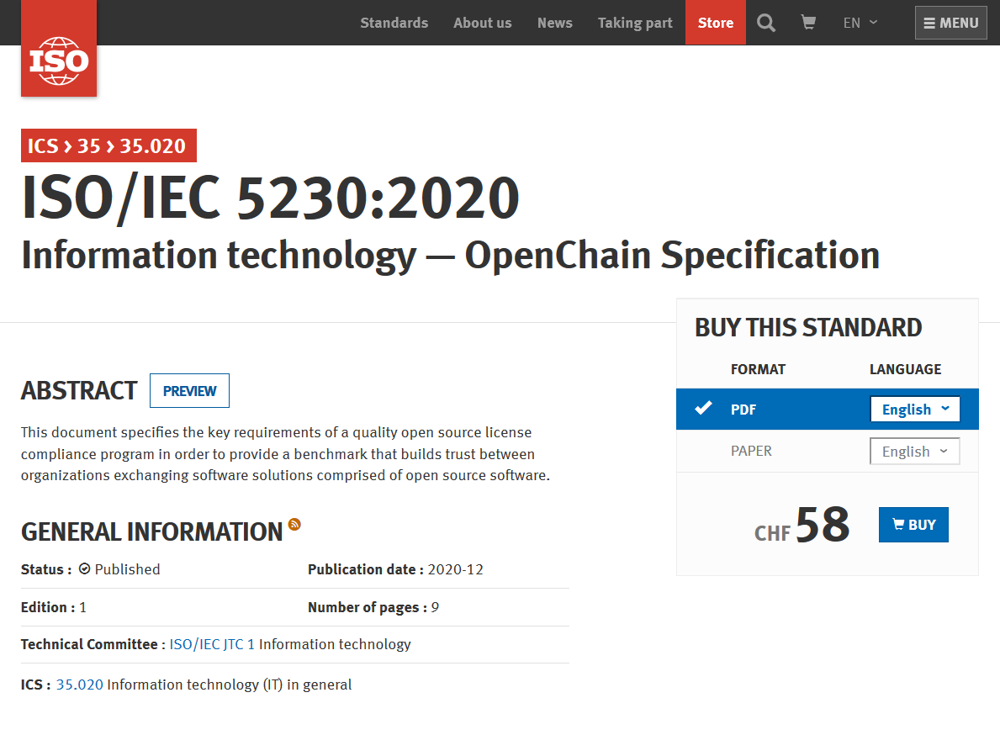 Standards About us News Taking part Store EN MENU
ISO
ICS > 35 > 35.020
ISO/IEC 5230:2020
Information technology — OpenChain Specification
ABSTRACT PREVIEW
This document specifies the key requirements of a quality open source license
compliance program in order to provide a benchmark that builds trust between
organizations exchanging software solutions comprised of open source software.
GENERAL INFORMATION
Status : Published Publication date : 2020-12
Edition : 1 Number of pages : 9
Technical Committee : ISO/IEC JTC 1 Information technology
ICS : 35.020 Information technology (IT) in general
BUY THIS STANDARD
FORMAT LANGUAGE
PDF English
PAPER English
CHF 58 BUY